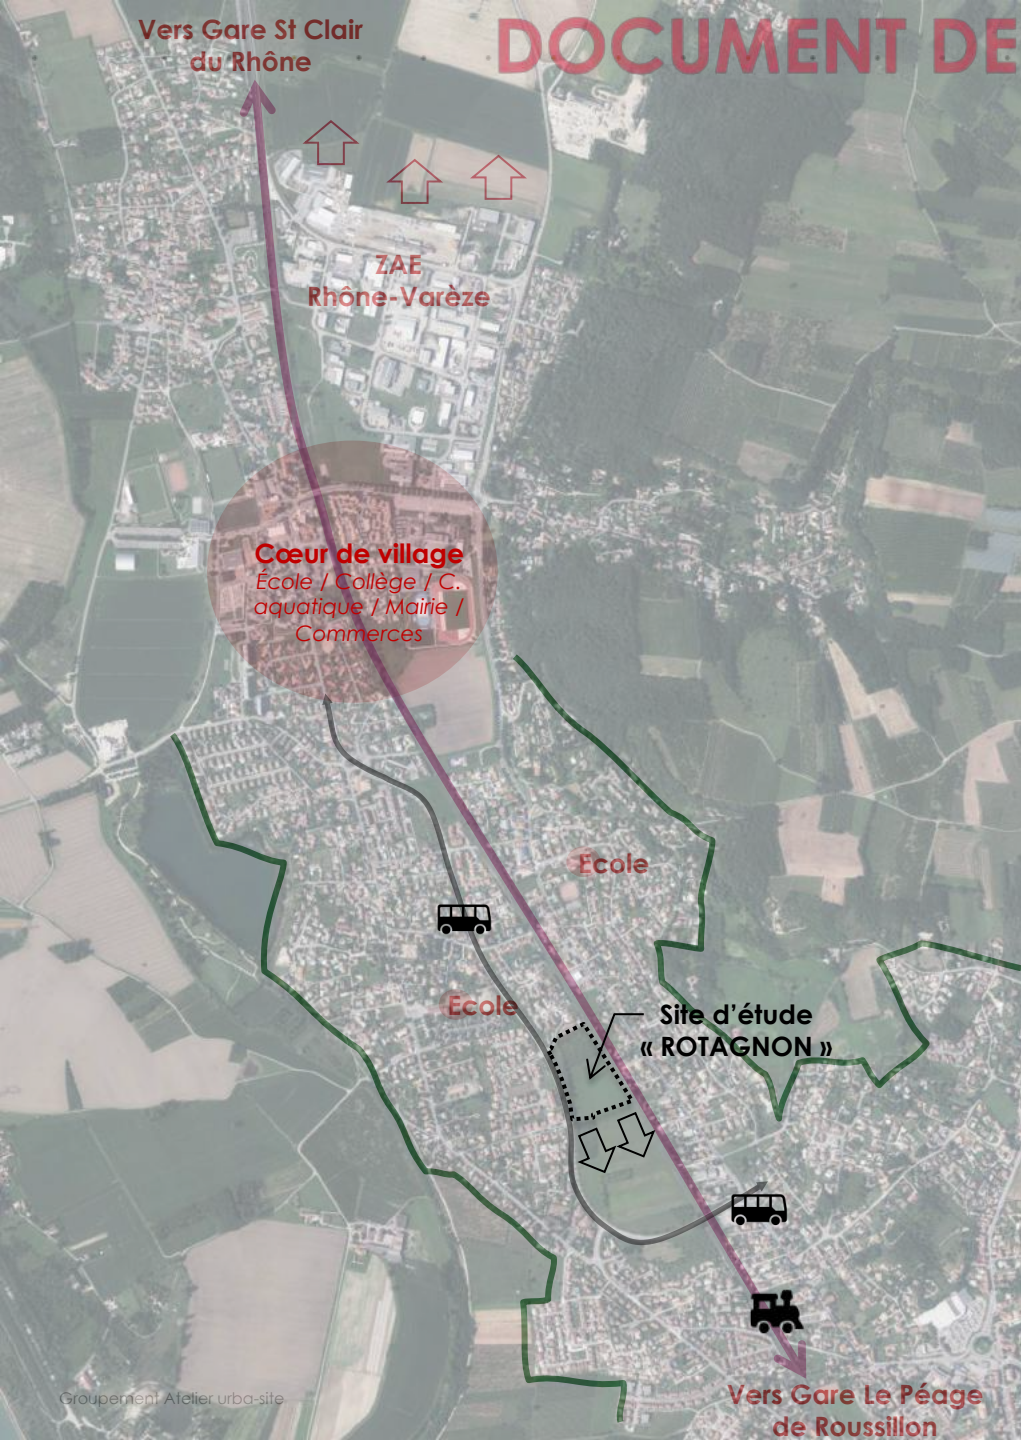 Vers Gare St Clair
du Rhône
DOCUMENT DE
ZAE
Rhône-Varèze
Cœur de village
École / Collège / C.
aquatique / Mairie /
Commerces
Ecole
Ecole
Site d’étude
« ROTAGNON »
Groupement Atelier urba-site
Vers Gare Le Péage
de Roussillon